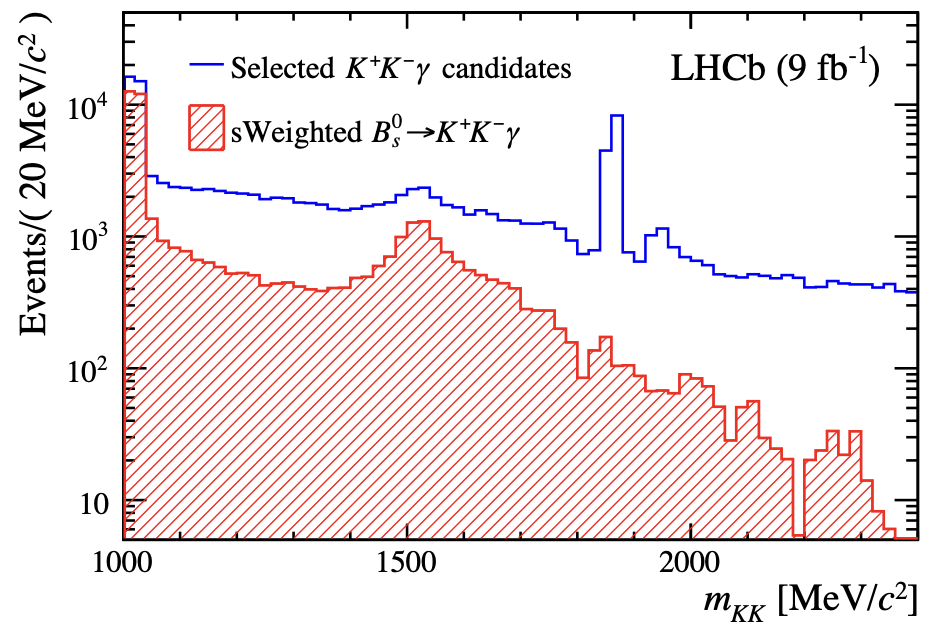 Events/( 20 MeV/c² )
10⁴
10³
10²
10
Selected K⁺K⁻γ candidates
sWeighted B⁰ₛ→K⁺K⁻γ
LHCb (9 fb⁻¹)
1000 1500 2000
m_KK [MeV/c²]